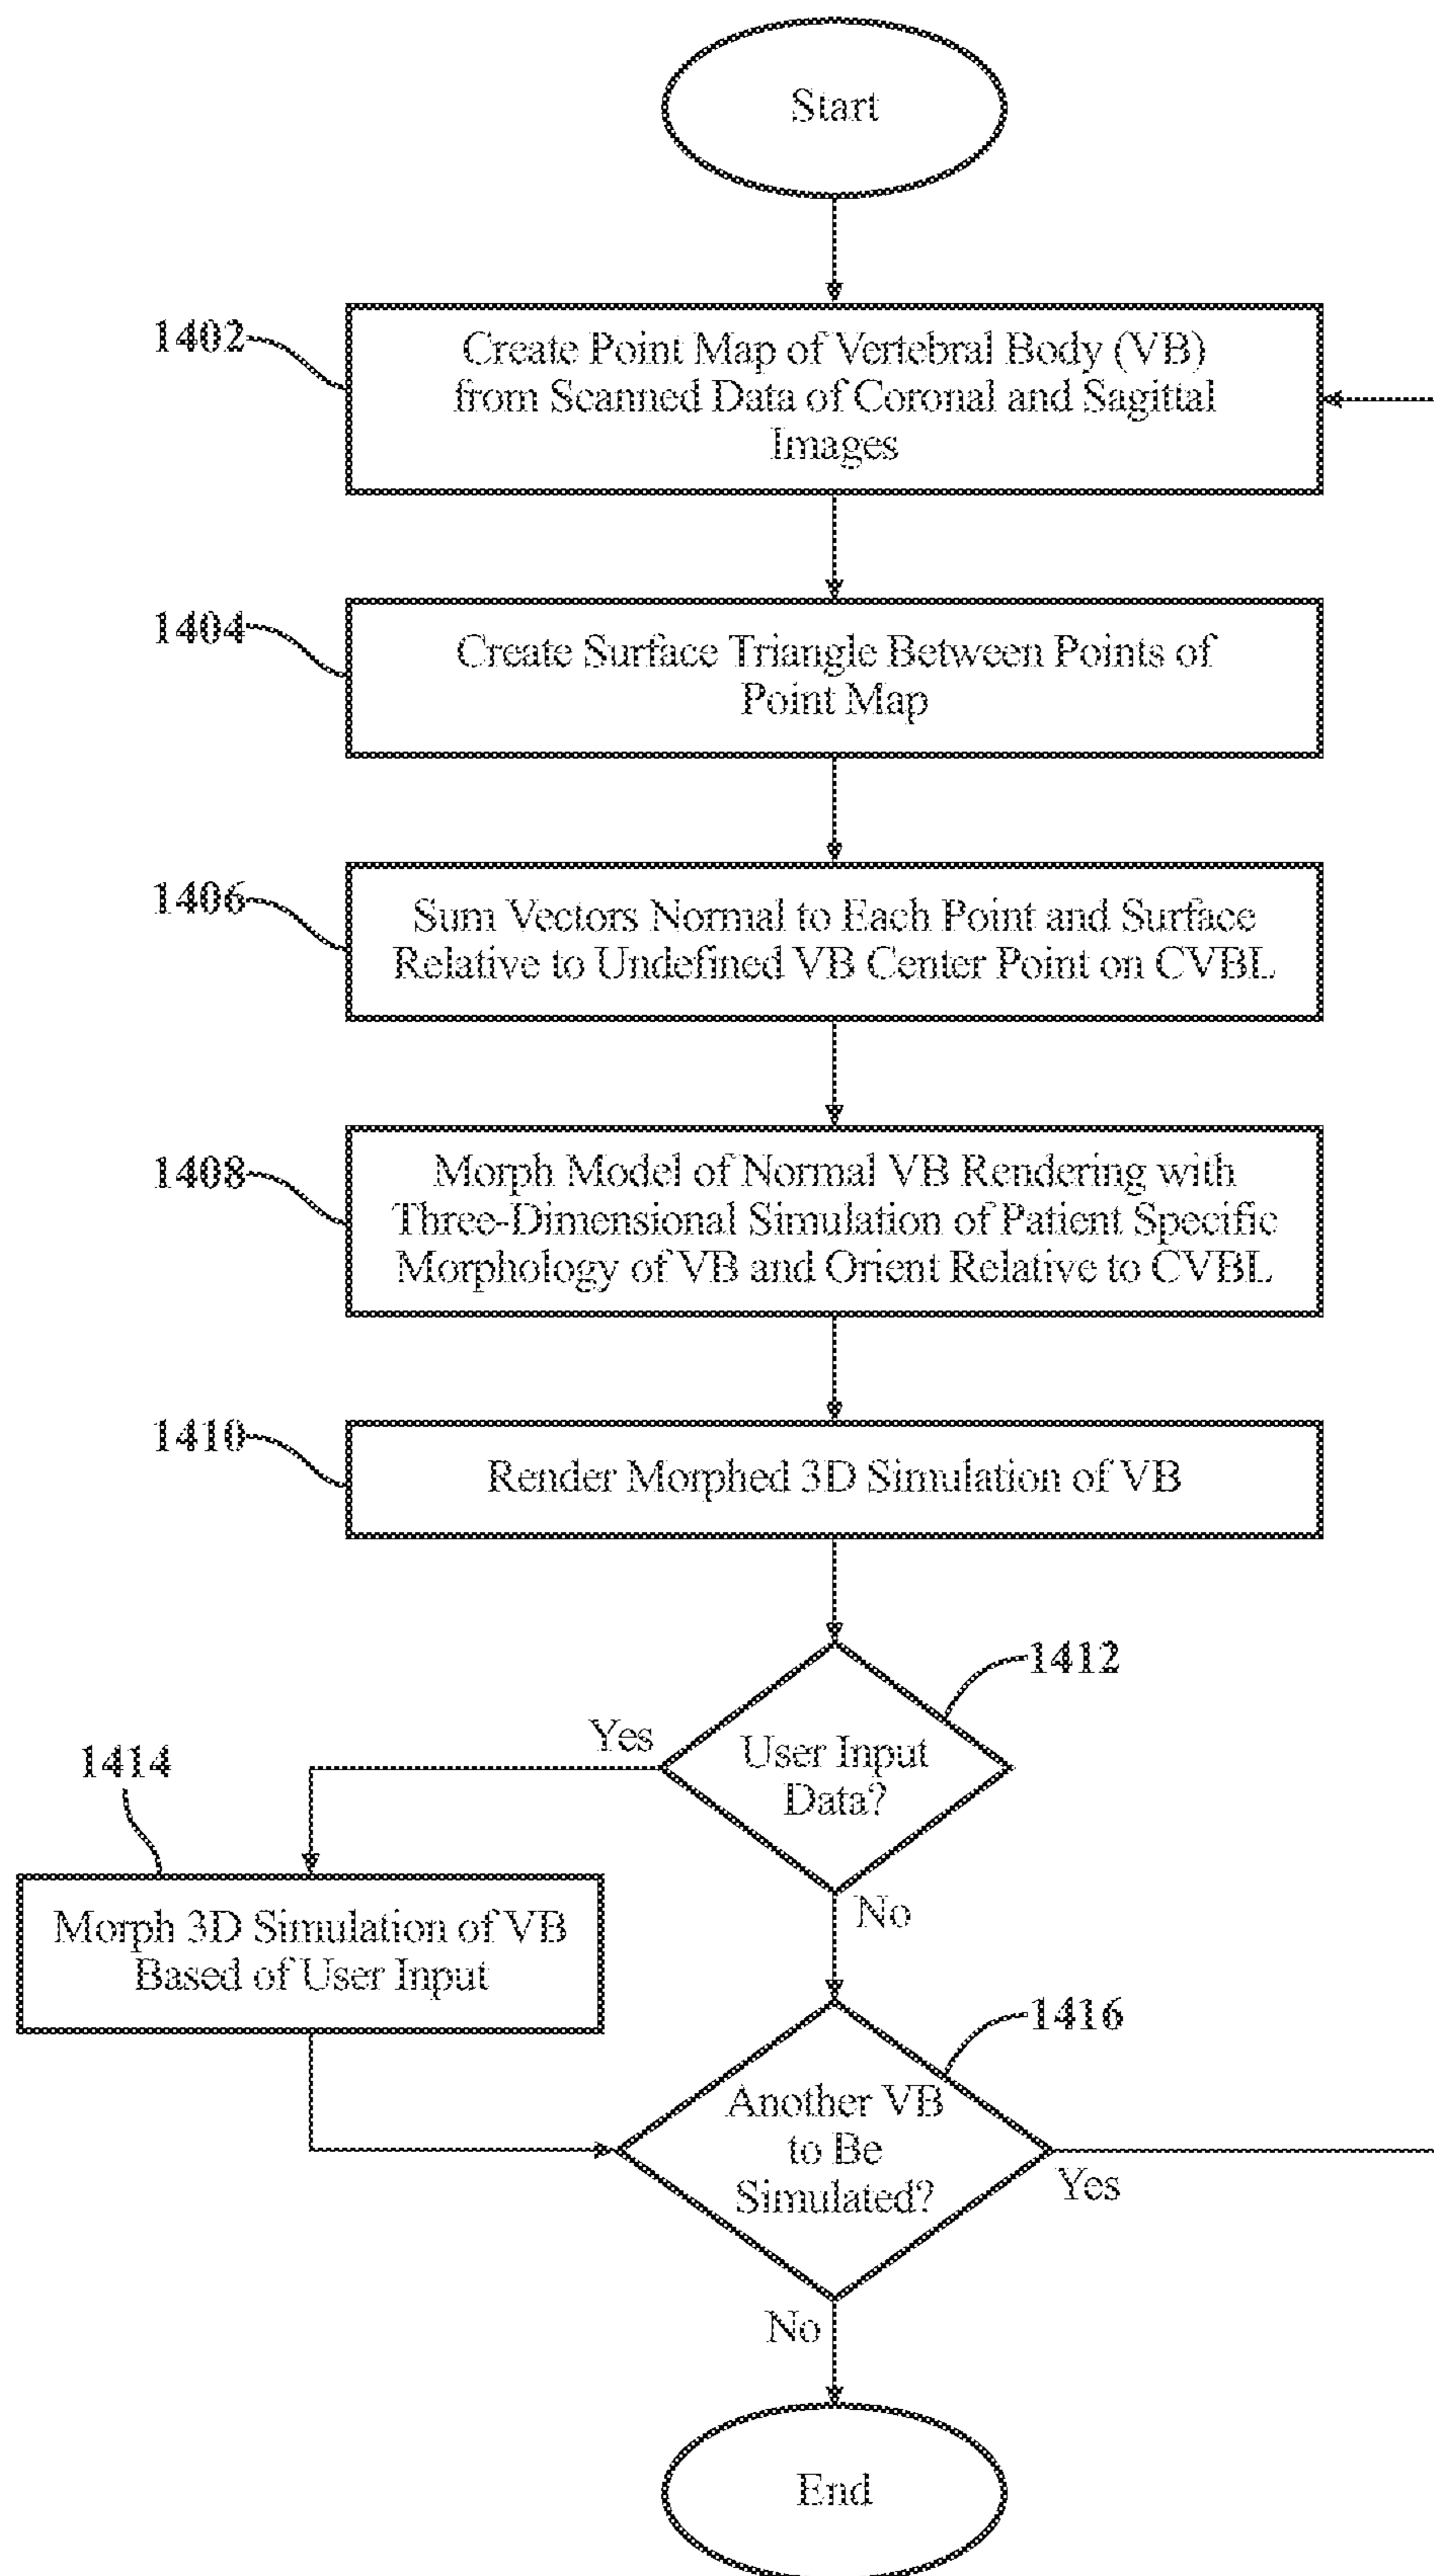 Start
1402
Create Point Map of Vertebral Body (VB)
from Scanned Data of Coronal and Sagittal
Images
1404
Create Surface Triangle Between Points of
Point Map
1406
Sum Vectors Normal to Each Point and Surface
Relative to Undefined VB Center Point on CVBL
1408
Morph Model of Normal VB Rendering with
Three-Dimensional Simulation of Patient Specific
Morphology of VB and Orient Relative to CVBL
1410
Render Morphed 3D Simulation of VB
1412
User Input
Data?
Yes
No
1414
Morph 3D Simulation of VB
Based of User Input
1416
Another VB
to Be
Simulated?
Yes
No
End